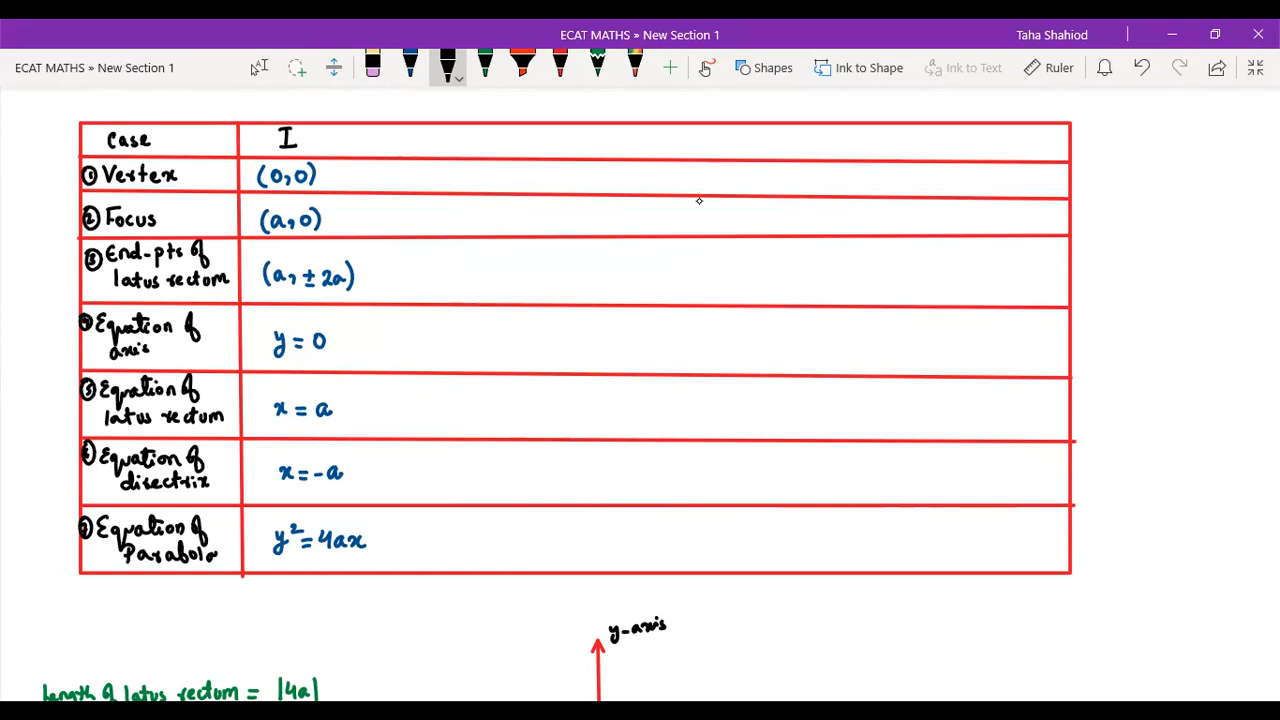 ECAT MATHS » New Section 1
Taha Shahiod
ECAT MATHS » New Section 1
Shapes
Ink to Shape
Ink to Text
Ruler
Case I
① Vertex (0,0)
② Focus (a,0)
③ End-pts of
latus rectum (a, ± 2a)
④ Equation of
axis y = 0
⑤ Equation of
latus rectum x = a
⑥ Equation of
directrix x = -a
⑦ Equation of
Parabola y² = 4ax
y-axis
Length of latus rectum = |4a|